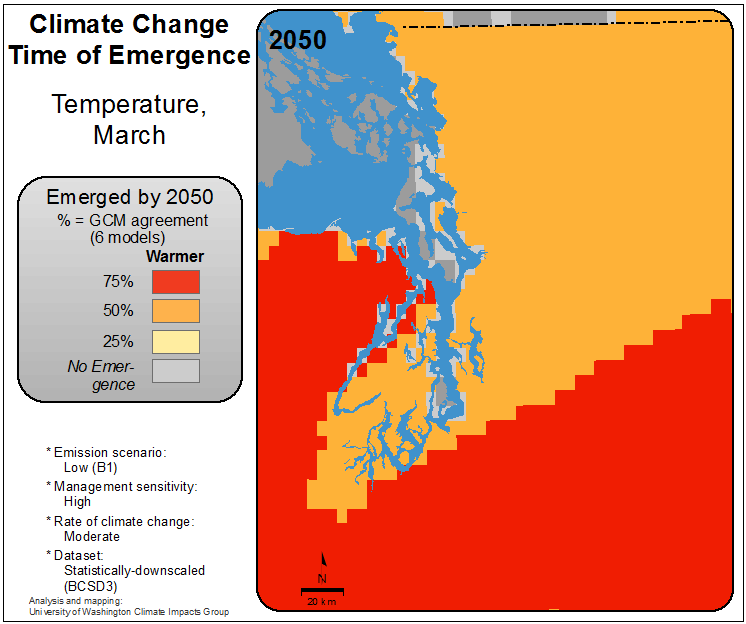 Climate Change
Time of Emergence
Temperature,
March
Emerged by 2050
% = GCM agreement
(6 models)
Warmer
75%
50%
25%
No Emer-
gence
* Emission scenario:
Low (B1)
* Management sensitivity:
High
* Rate of climate change:
Moderate
* Dataset:
Statistically-downscaled
(BCSD3)
Analysis and mapping:
University of Washington Climate Impacts Group
2050
N
20 km